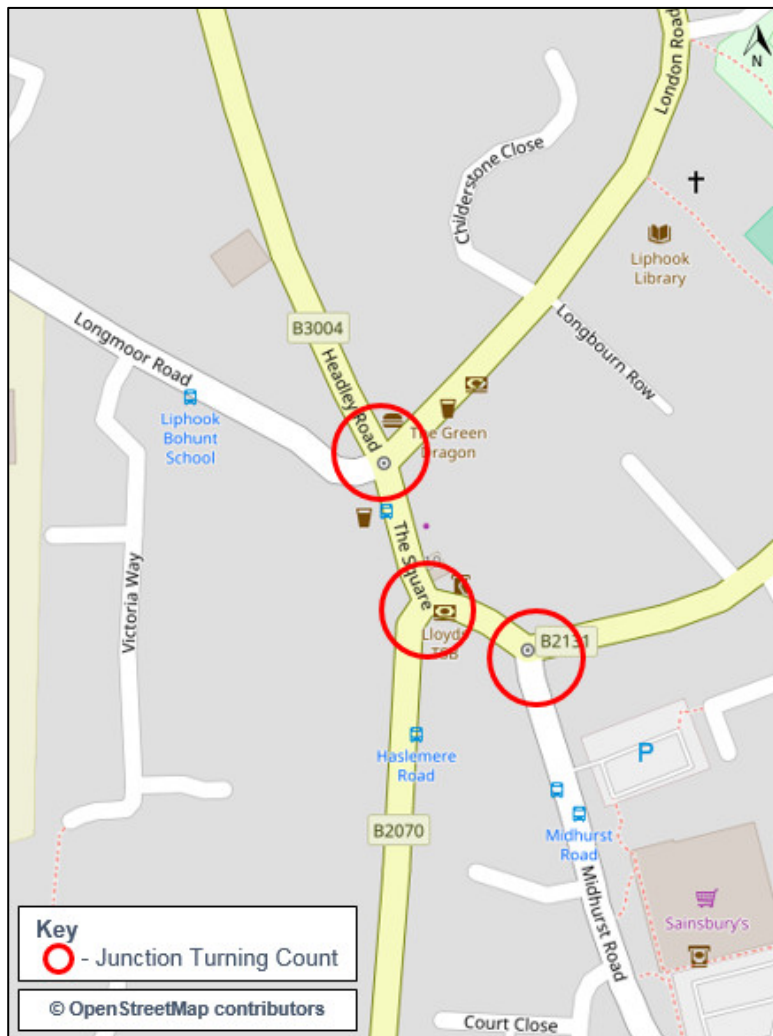 N
London Road
Childerstone Close
Liphook
Library
B3004
Longmoor Road
Headley Road
Longbourn Row
Liphook
Bohunt
School
The Green
Dragon
The Square
Victoria Way
Lloyds
TSB
B2131
Haslemere
Road
P
B2070
Midhurst
Road
Midhurst Road
Sainsbury's
Court Close
Key
- Junction Turning Count
© OpenStreetMap contributors